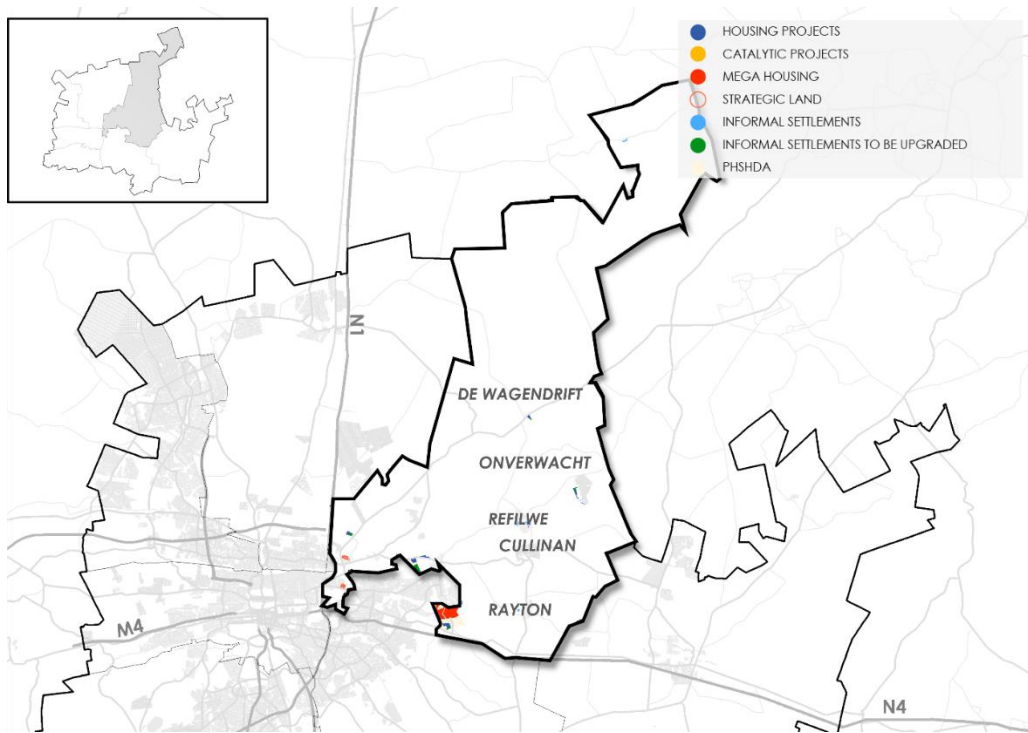 HOUSING PROJECTS
CATALYTIC PROJECTS
MEGA HOUSING
STRATEGIC LAND
INFORMAL SETTLEMENTS
INFORMAL SETTLEMENTS TO BE UPGRADED
PHSHDA
N1
DE WAGENDRIFT
ONVERWACHT
REFILWE
CULLINAN
RAYTON
M4
N4